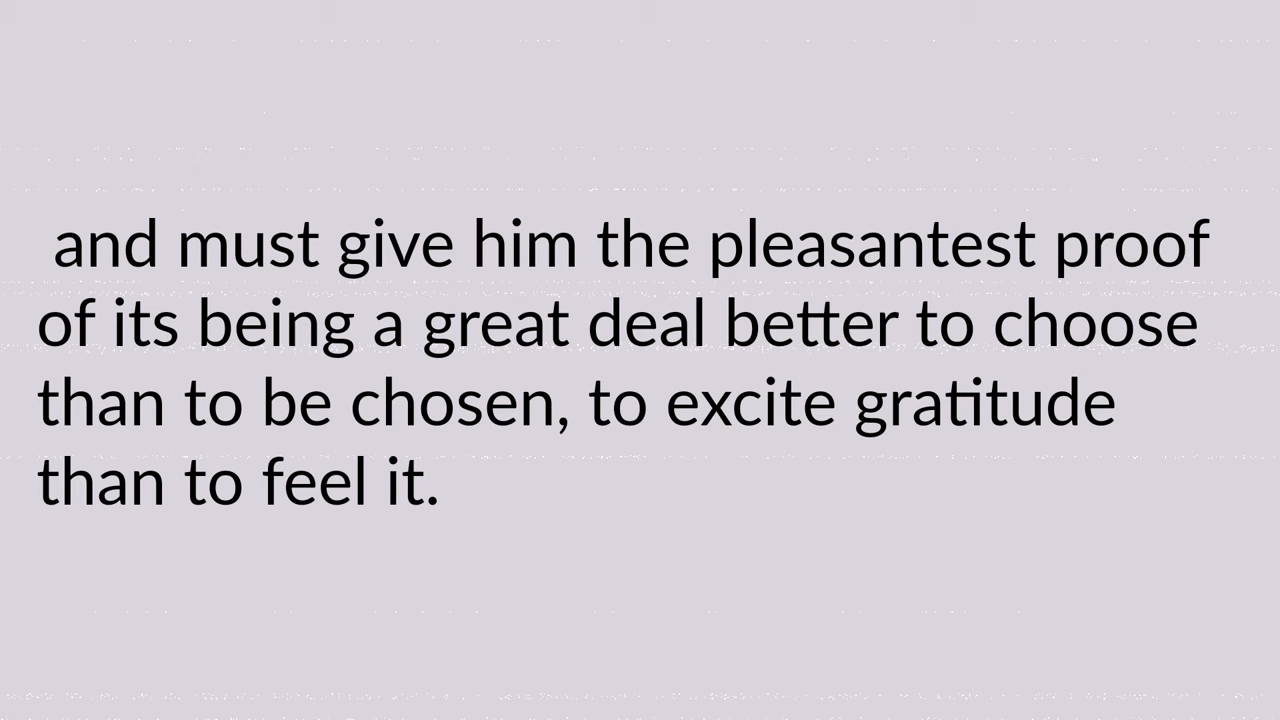 and must give him the pleasantest proof
of its being a great deal better to choose
than to be chosen, to excite gratitude
than to feel it.